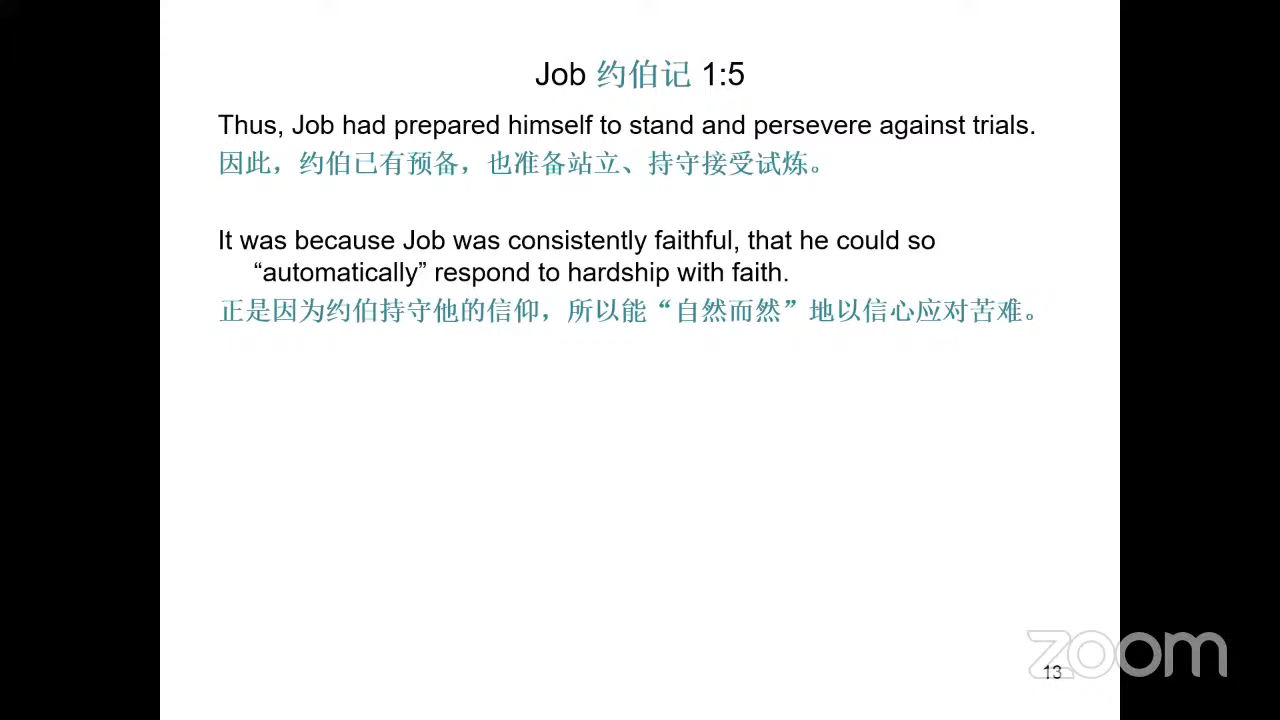 Job 约伯记 1:5
Thus, Job had prepared himself to stand and persevere against trials.
因此，约伯已有预备，也准备站立、持守接受试炼。
It was because Job was consistently faithful, that he could so
“automatically” respond to hardship with faith.
正是因为约伯持守他的信仰，所以能“自然而然”地以信心应对苦难。
zoom
13